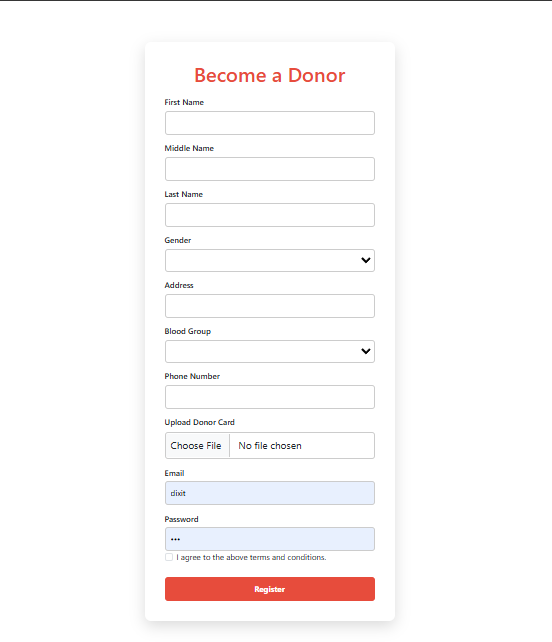 Become a Donor
First Name
Middle Name
Last Name
Gender
Address
Blood Group
Phone Number
Upload Donor Card
Choose File No file chosen
Email
dixit
Password
•••
I agree to the above terms and conditions.
Register